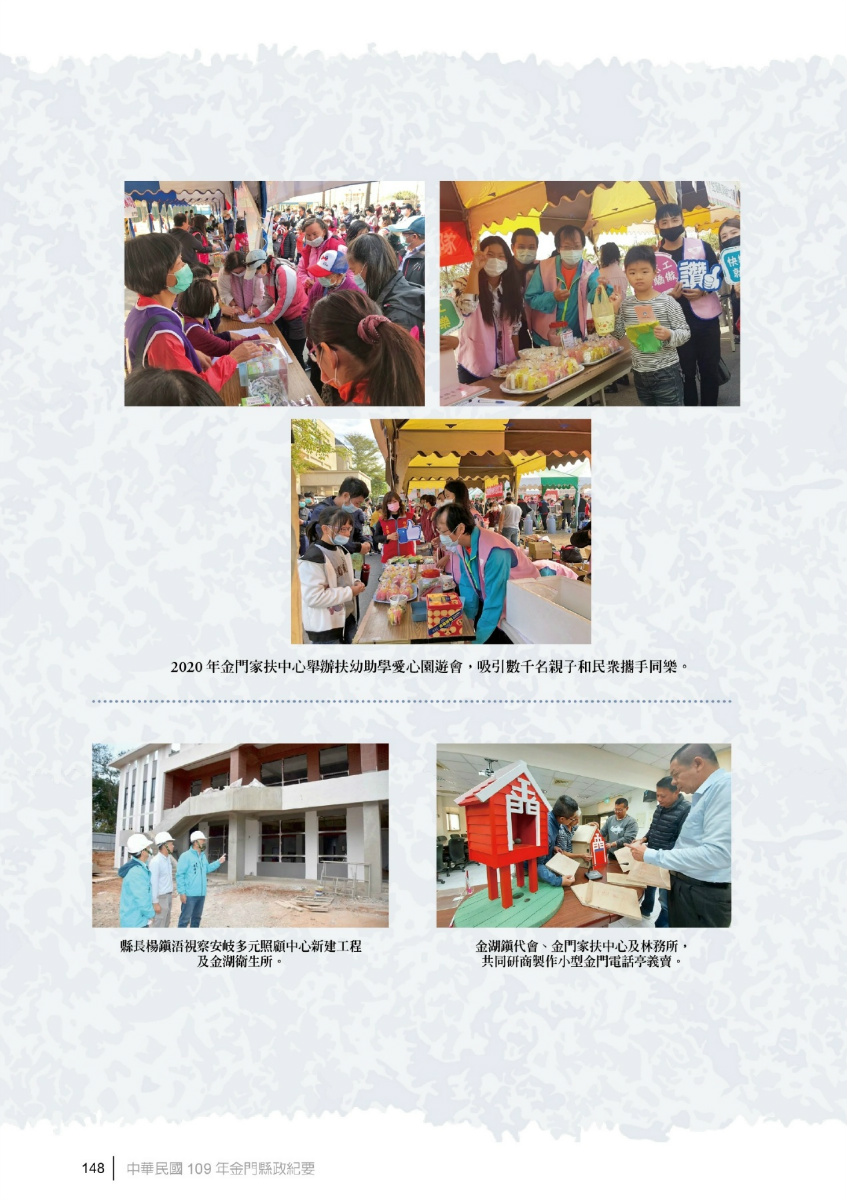 讚
2020 年金門家扶中心舉辦扶幼助學愛心園遊會，吸引數千名親子和民眾攜手同樂。
縣長楊鎮浯視察安岐多元照顧中心新建工程
及金湖衛生所。
金湖鎮代會、金門家扶中心及林務所，
共同研商製作小型金門電話亭義賣。
148
中華民國 109 年金門縣政紀要